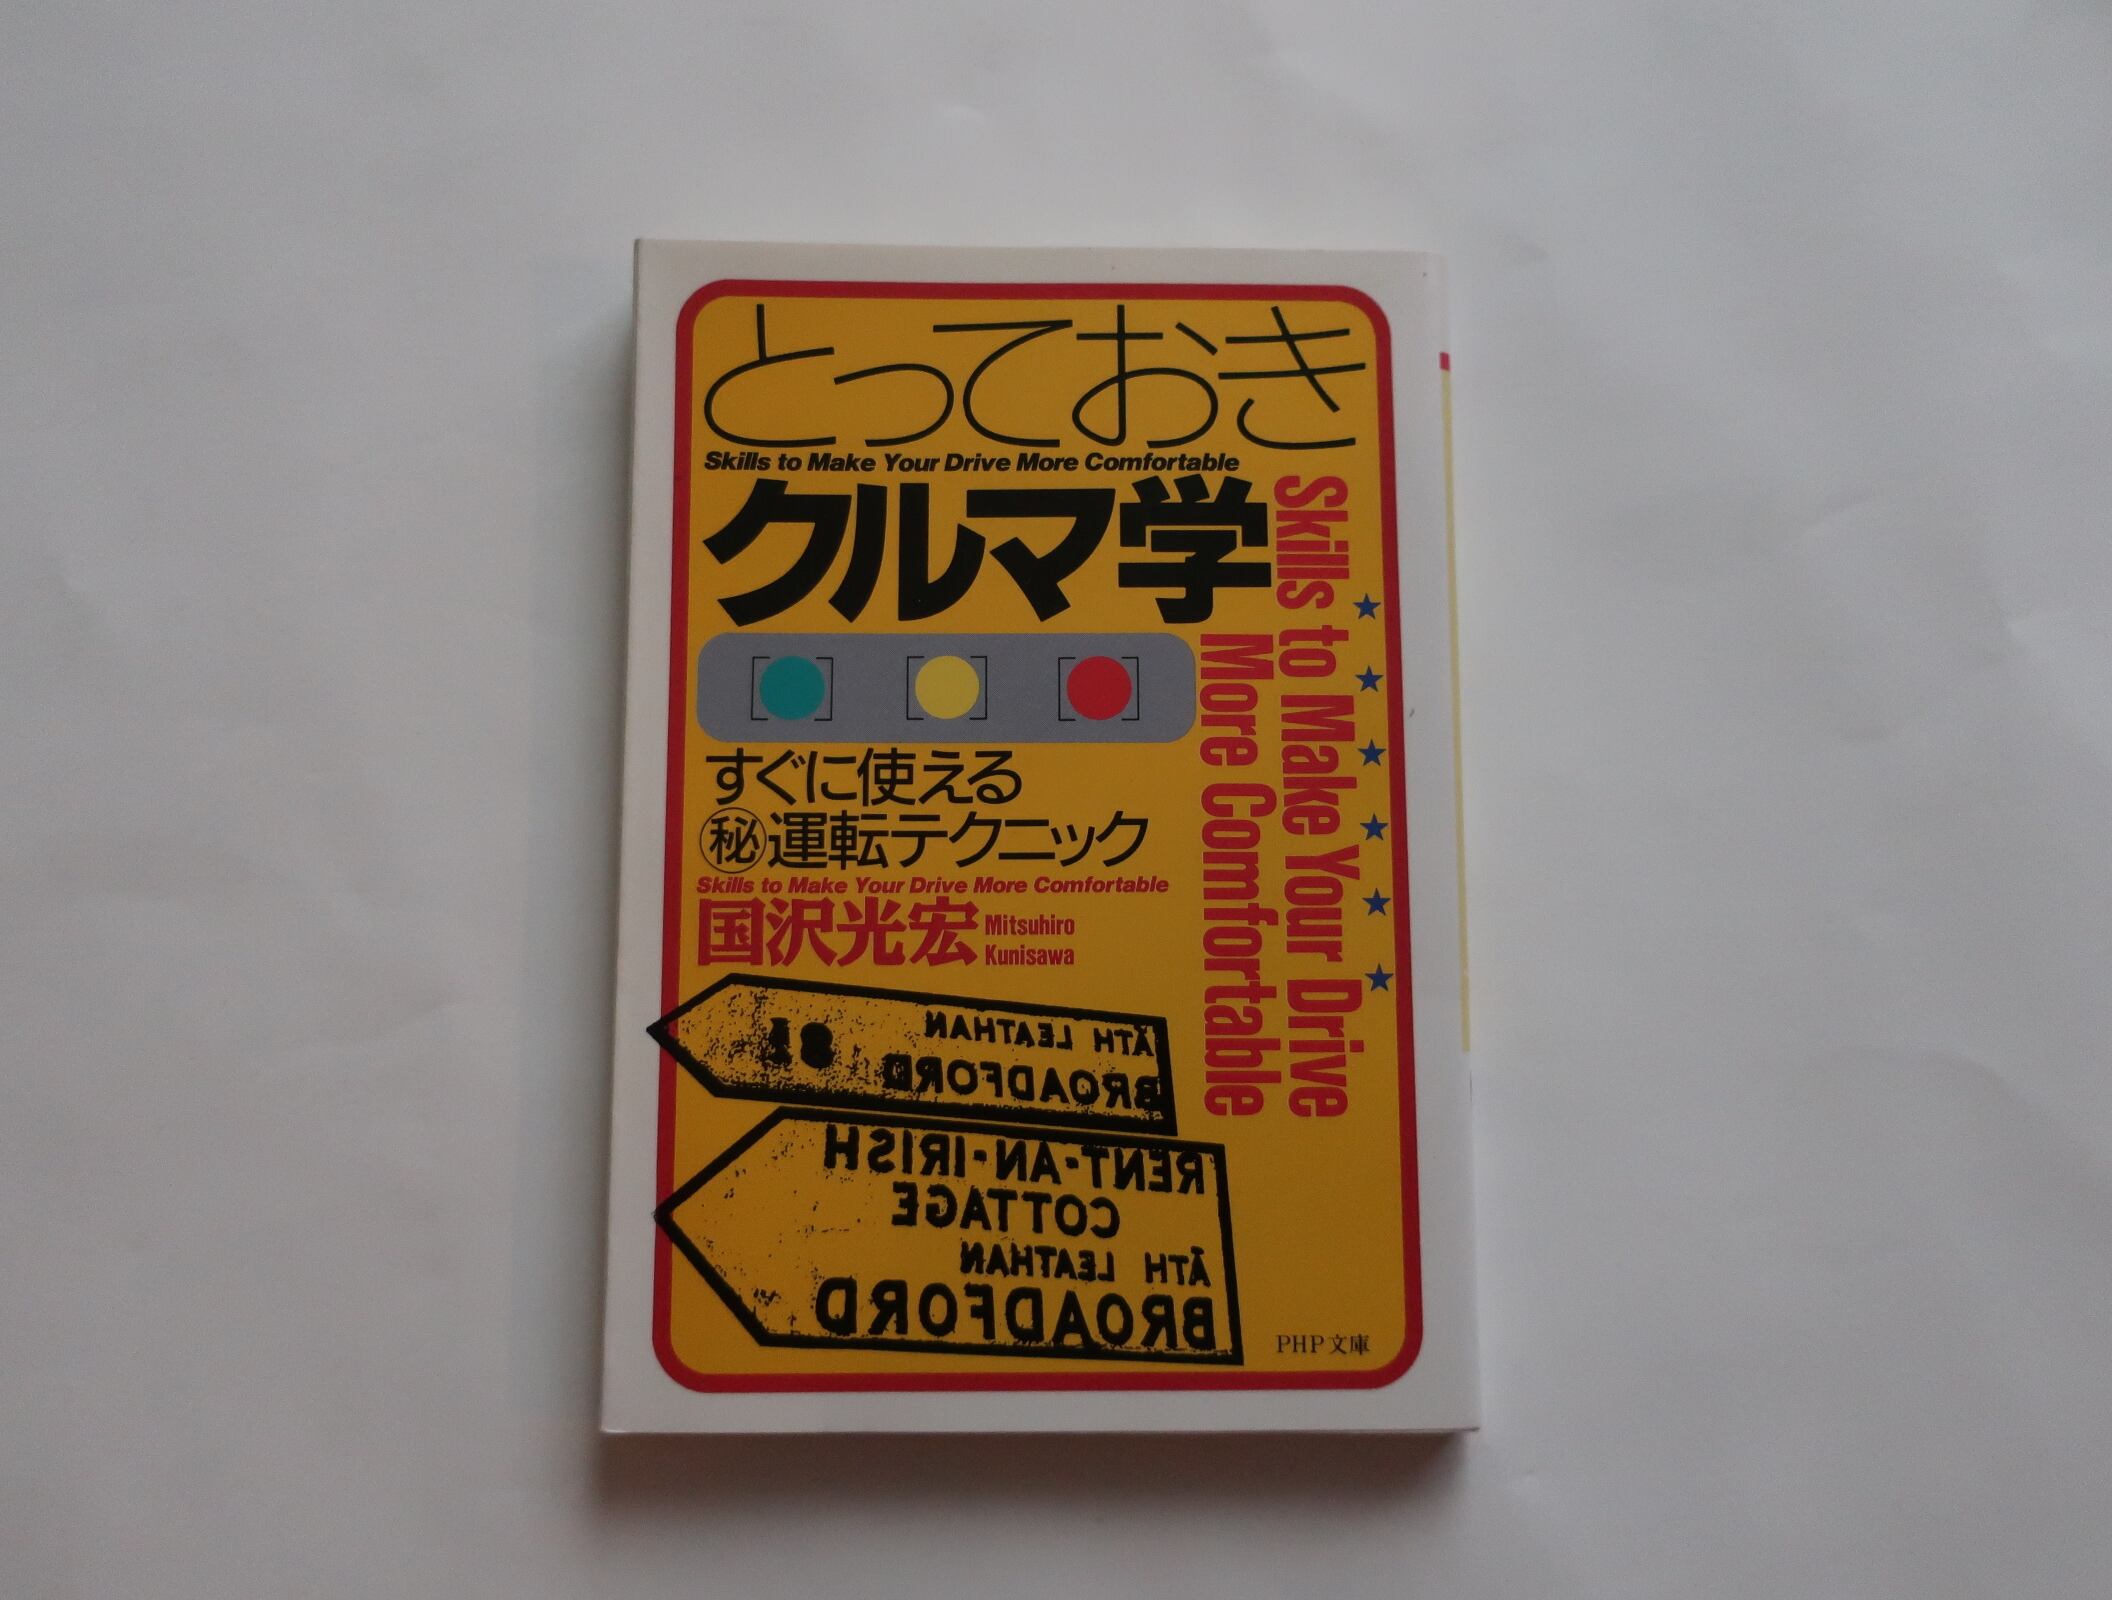 とっておき
Skills to Make Your Drive More Comfortable
クルマ学
Skills to Make Your Drive
More Comfortable
すぐに使える
㊙運転テクニック
Skills to Make Your Drive More Comfortable
国沢光宏
Mitsuhiro
Kunisawa
ÁTH LEATHAN
BROADFORD
18
RENT-AN-IRISH
COTTAGE
ÁTH LEATHAN
BROADFORD
PHP文庫